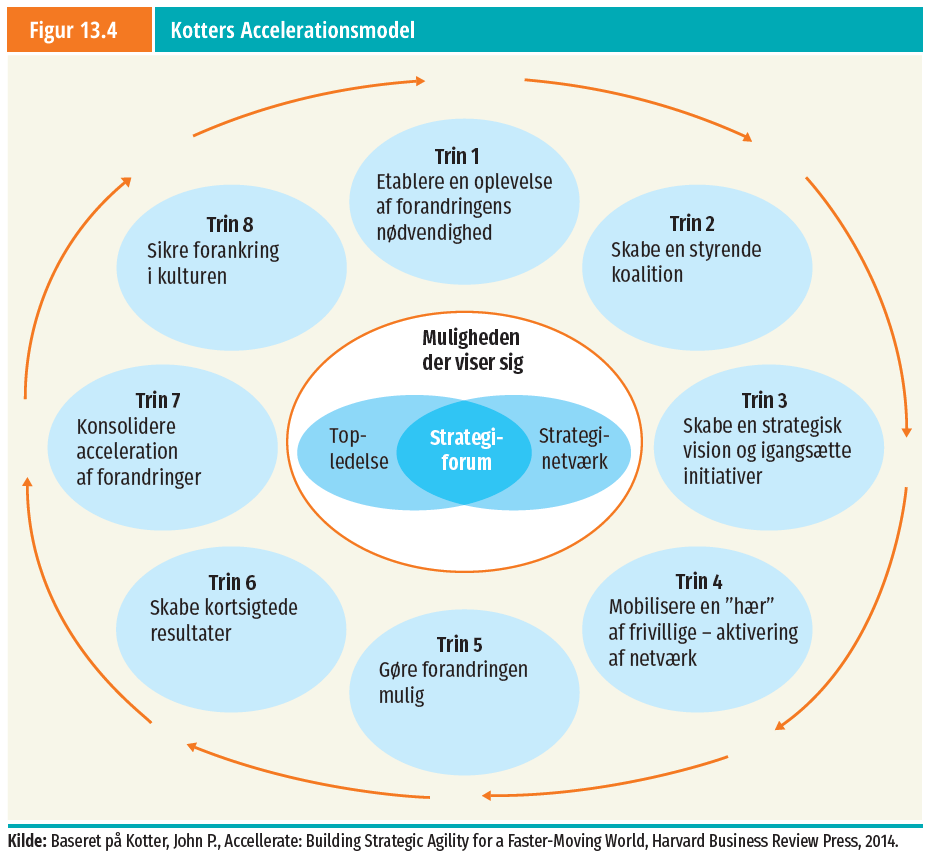 Figur 13.4
Kotters Accelerationsmodel
Trin 1
Etablere en oplevelse
af forandringens
nødvendighed
Trin 2
Skabe en styrende
koalition
Trin 3
Skabe en strategisk
vision og igangsætte
initiativer
Trin 4
Mobilisere en ”hær”
af frivillige – aktivering
af netværk
Trin 5
Gøre forandringen
mulig
Trin 6
Skabe kortsigtede
resultater
Trin 7
Konsolidere
acceleration
af forandringer
Trin 8
Sikre forankring
i kulturen
Muligheden
der viser sig
Top-
ledelse
Strategi-
forum
Strategi-
netværk
Kilde: Baseret på Kotter, John P., Accellerate: Building Strategic Agility for a Faster-Moving World, Harvard Business Review Press, 2014.